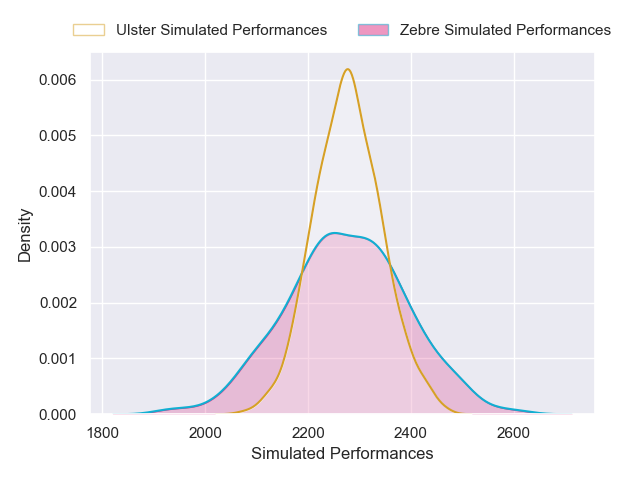 Ulster Simulated Performances Zebre Simulated Performances
0.006
0.005
0.004
0.003
0.002
0.001
0.000
1800 2000 2200 2400 2600
Density
Simulated Performances